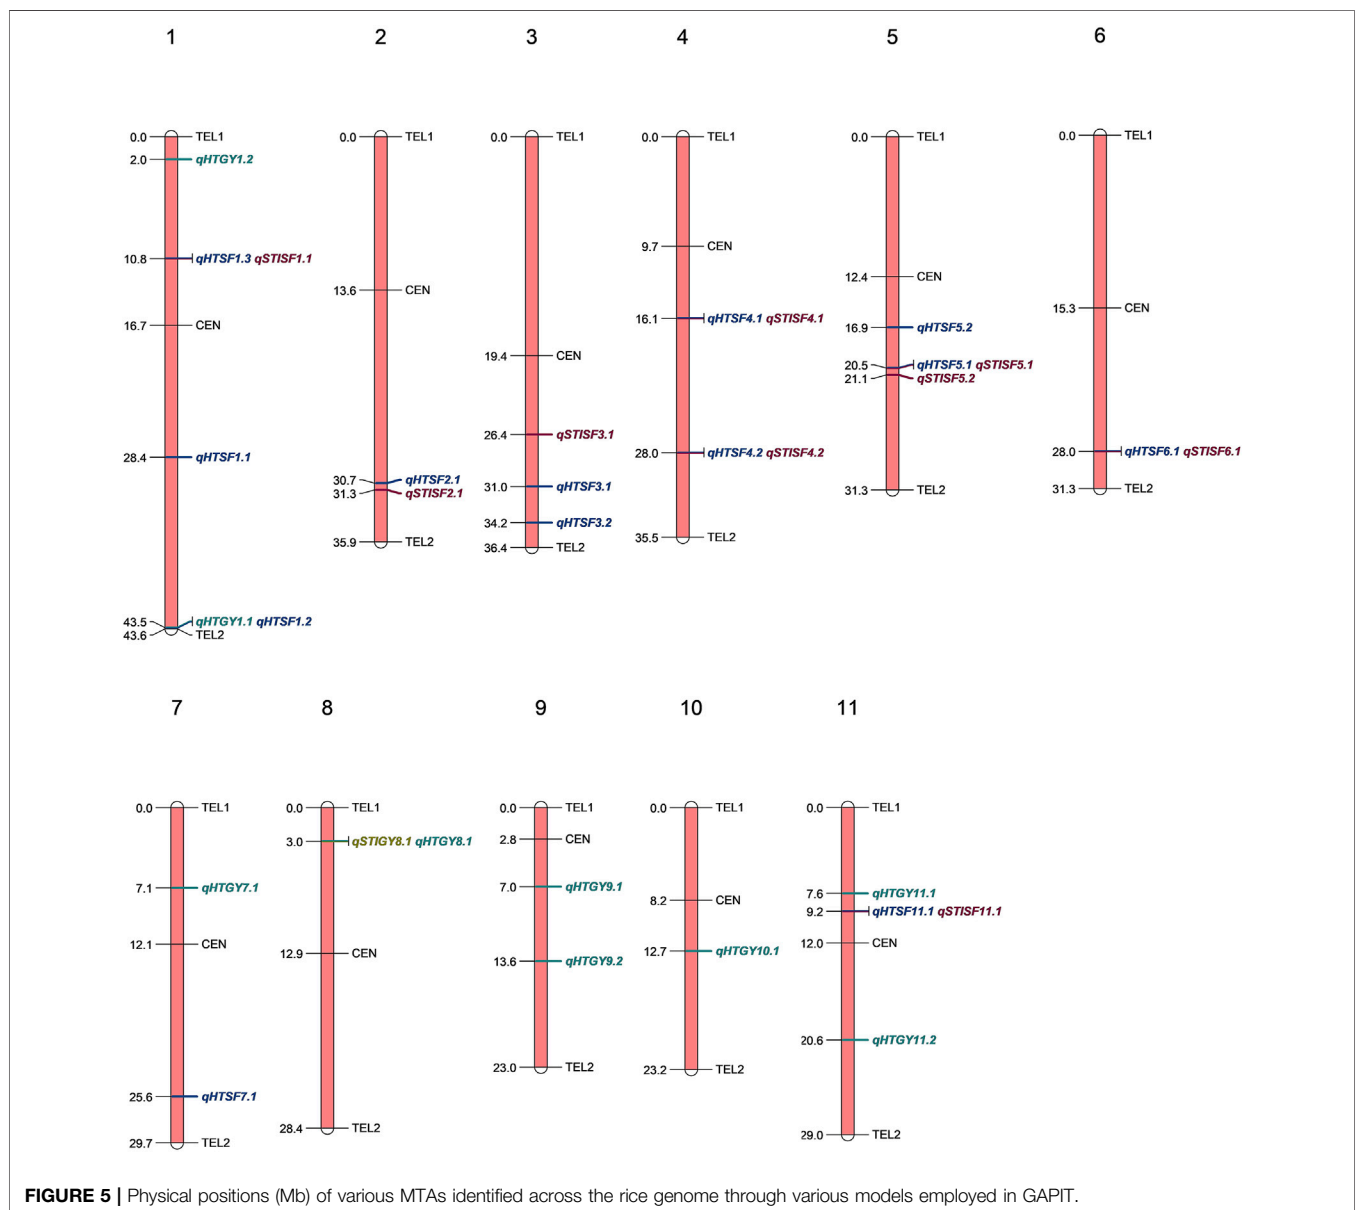 1 2 3 4 5 6
0.0 TEL1
2.0 qHTGY1.2
10.8 qHTSF1.3 qSTISF1.1
16.7 CEN
28.4 qHTSF1.1
43.5 qHTGY1.1 qHTSF1.2
43.6 TEL2
0.0 TEL1
13.6 CEN
30.7 qHTSF2.1
31.3 qSTISF2.1
35.9 TEL2
0.0 TEL1
19.4 CEN
26.4 qSTISF3.1
31.0 qHTSF3.1
34.2 qHTSF3.2
36.4 TEL2
0.0 TEL1
9.7 CEN
16.1 qHTSF4.1 qSTISF4.1
28.0 qHTSF4.2 qSTISF4.2
35.5 TEL2
0.0 TEL1
12.4 CEN
16.9 qHTSF5.2
20.5 qHTSF5.1 qSTISF5.1
21.1 qSTISF5.2
31.3 TEL2
0.0 TEL1
15.3 CEN
28.0 qHTSF6.1 qSTISF6.1
31.3 TEL2
7 8 9 10 11
0.0 TEL1
7.1 qHTGY7.1
12.1 CEN
25.6 qHTSF7.1
29.7 TEL2
0.0 TEL1
3.0 qSTIGY8.1 qHTGY8.1
12.9 CEN
28.4 TEL2
0.0 TEL1
2.8 CEN
7.0 qHTGY9.1
13.6 qHTGY9.2
23.0 TEL2
0.0 TEL1
8.2 CEN
12.7 qHTGY10.1
23.2 TEL2
0.0 TEL1
7.6 qHTGY11.1
9.2 qHTSF11.1 qSTISF11.1
12.0 CEN
20.6 qHTGY11.2
29.0 TEL2
FIGURE 5 | Physical positions (Mb) of various MTAs identified across the rice genome through various models employed in GAPIT.